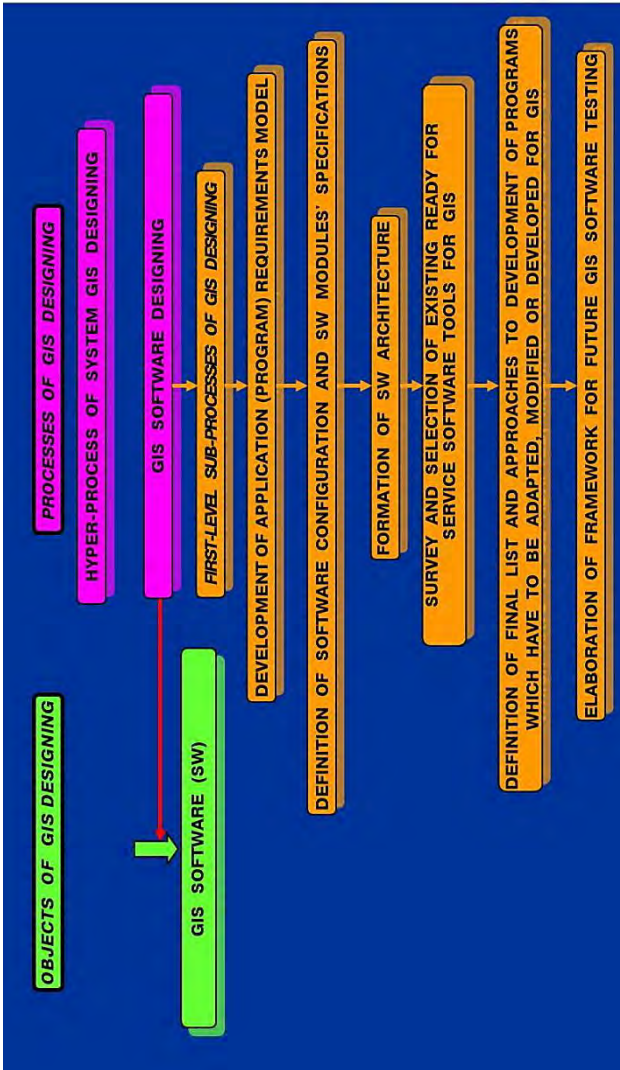 OBJECTS OF GIS DESIGNING
PROCESSES OF GIS DESIGNING
HYPER-PROCESS OF SYSTEM GIS DESIGNING
GIS SOFTWARE DESIGNING
GIS SOFTWARE (SW)
FIRST-LEVEL SUB-PROCESSES OF GIS DESIGNING
DEVELOPMENT OF APPLICATION (PROGRAM) REQUIREMENTS MODEL
DEFINITION OF SOFTWARE CONFIGURATION AND SW MODULES' SPECIFICATIONS
FORMATION OF SW ARCHITECTURE
SURVEY AND SELECTION OF EXISTING READY FOR
SERVICE SOFTWARE TOOLS FOR GIS
DEFINITION OF FINAL LIST AND APPROACHES TO DEVELOPMENT OF PROGRAMS
WHICH HAVE TO BE ADAPTED, MODIFIED OR DEVELOPED FOR GIS
ELABORATION OF FRAMEWORK FOR FUTURE GIS SOFTWARE TESTING